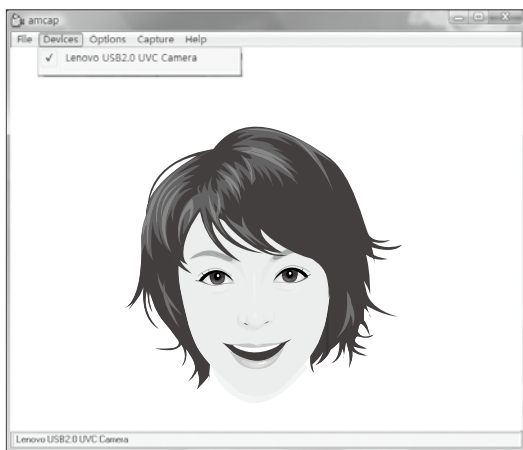 amcap
File Devices Options Capture Help
✓ Lenovo USB2.0 UVC Camera
Lenovo USB2.0 UVC Camera